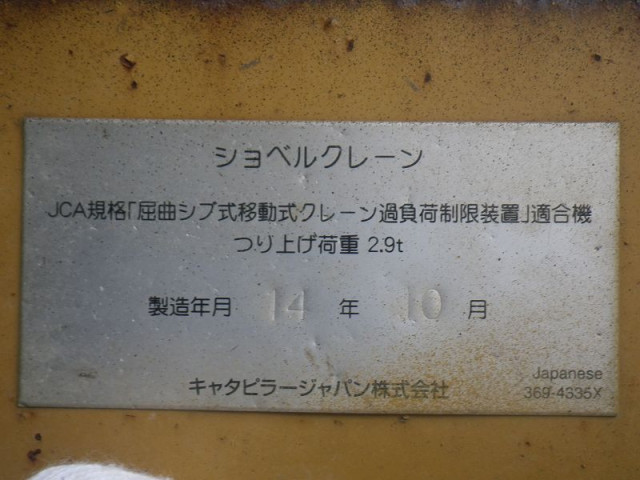 ショベルクレーン
JCA規格「屈曲ジブ式移動式クレーン過負荷制限装置」適合機
つり上げ荷重 2.9t
製造年月 14 年 10 月
キャタピラージャパン株式会社
Japanese
369-4335X